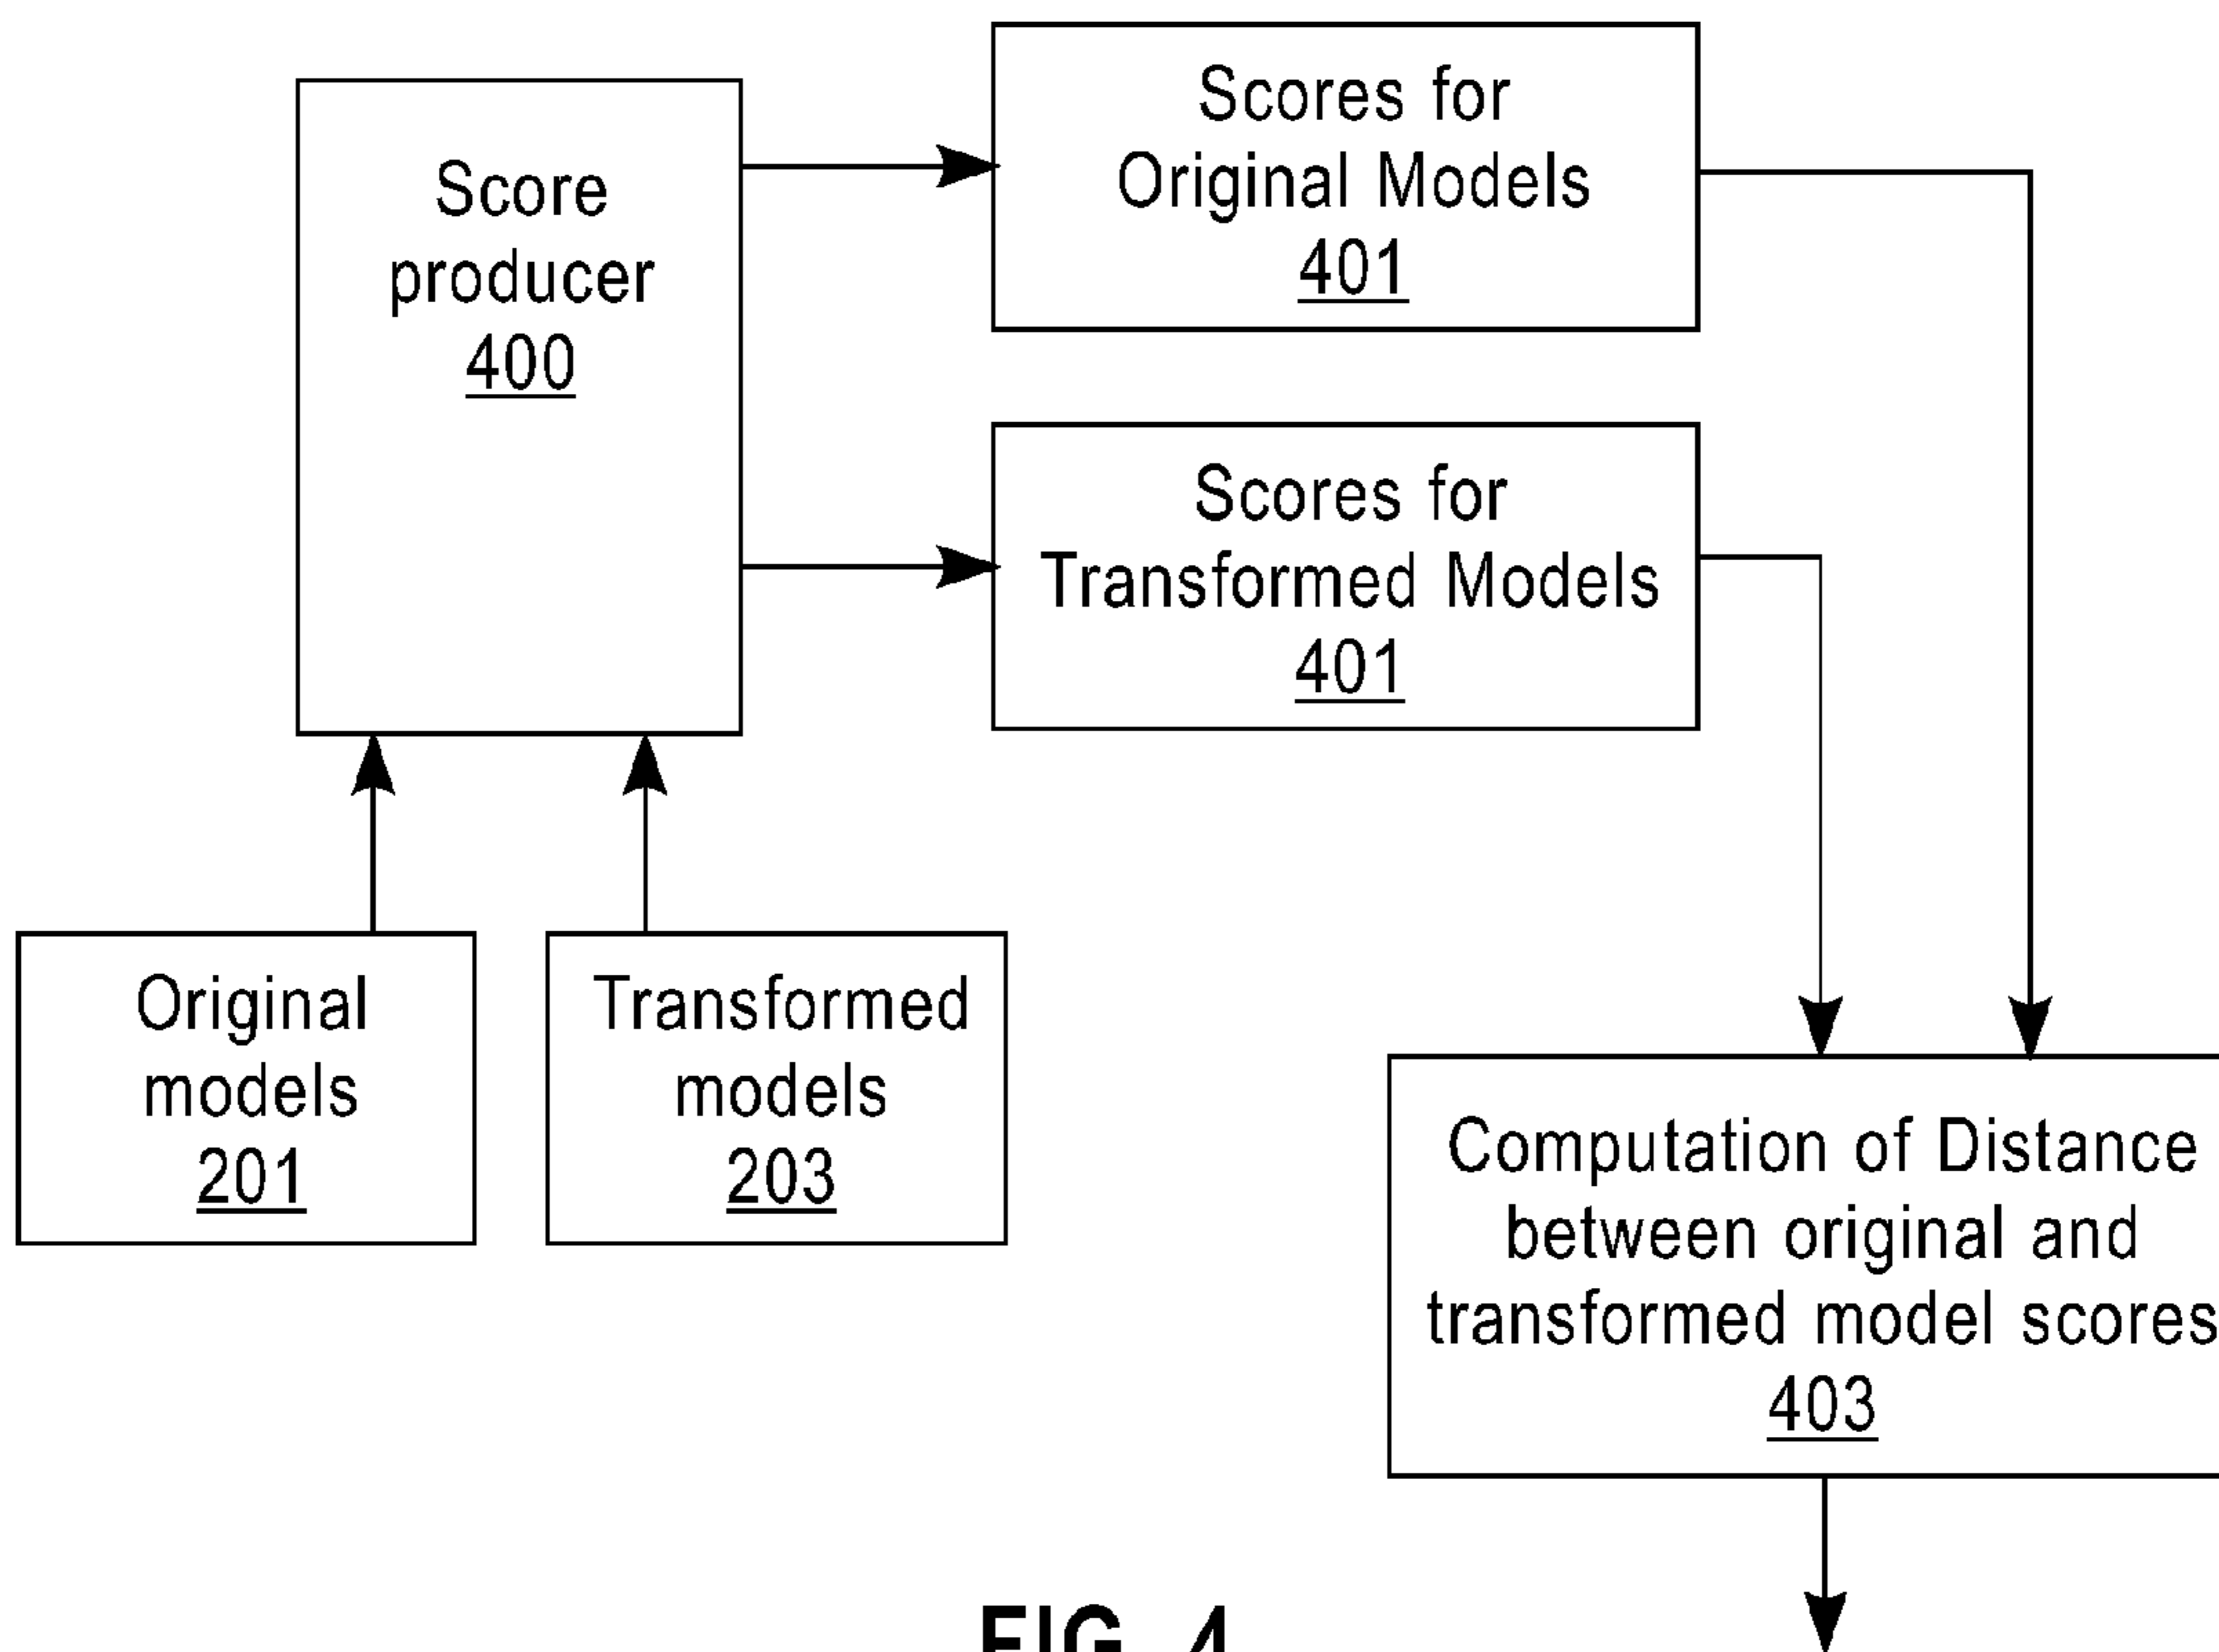 Score
producer
400
Scores for
Original Models
401
Scores for
Transformed Models
401
Original
models
201
Transformed
models
203
Computation of Distance
between original and
transformed model scores
403
FIG. 4